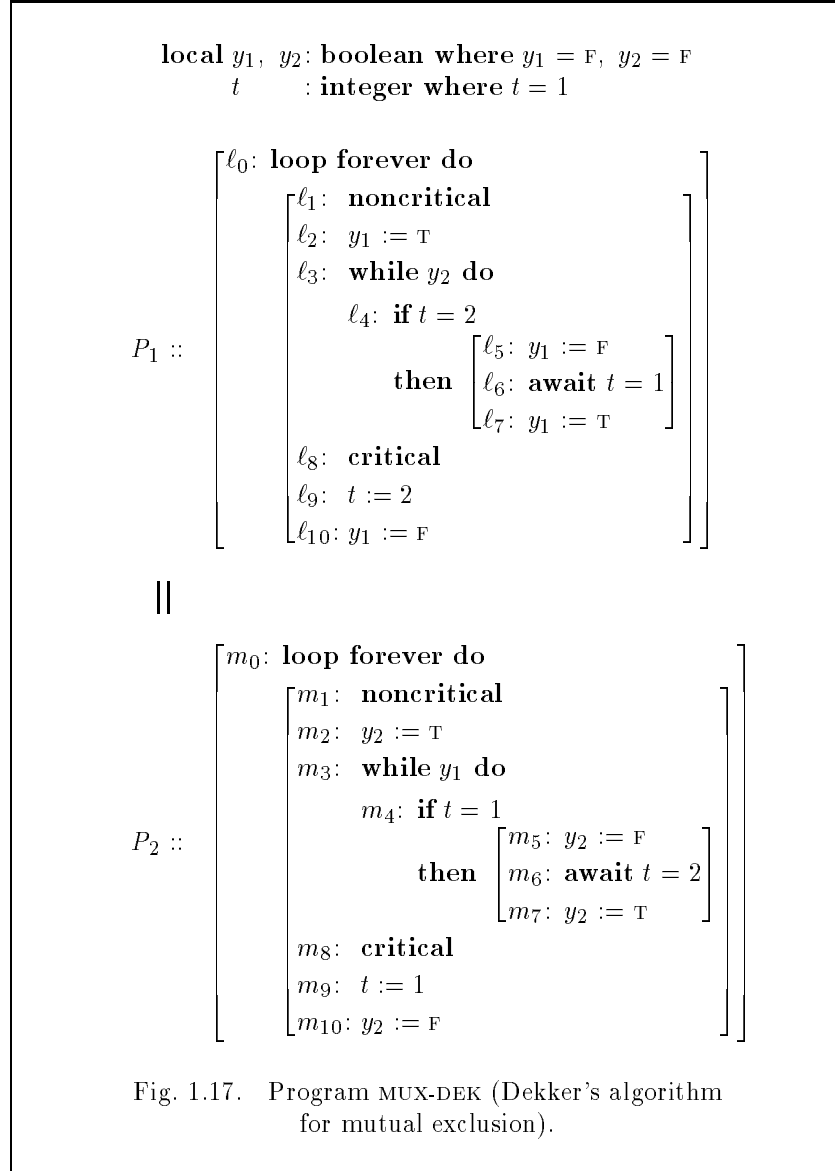 local y₁, y₂: boolean where y₁ = F, y₂ = F
t : integer where t = 1
ℓ₀: loop forever do
ℓ₁: noncritical
ℓ₂: y₁ := T
ℓ₃: while y₂ do
ℓ₄: if t = 2
P₁ :: then
ℓ₅: y₁ := F
ℓ₆: await t = 1
ℓ₇: y₁ := T
ℓ₈: critical
ℓ₉: t := 2
ℓ₁₀: y₁ := F
||
m₀: loop forever do
m₁: noncritical
m₂: y₂ := T
m₃: while y₁ do
m₄: if t = 1
P₂ :: then
m₅: y₂ := F
m₆: await t = 2
m₇: y₂ := T
m₈: critical
m₉: t := 1
m₁₀: y₂ := F
Fig. 1.17. Program MUX-DEK (Dekker's algorithm
for mutual exclusion).